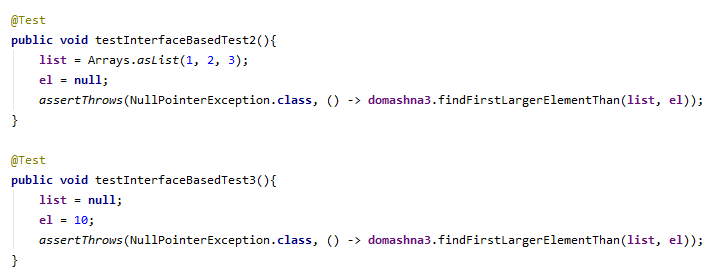 @Test
public void testInterfaceBasedTest2(){
    list = Arrays.asList(1, 2, 3);
    el = null;
    assertThrows(NullPointerException.class, () -> domashna3.findFirstLargerElementThan(list, el));
}
@Test
public void testInterfaceBasedTest3(){
    list = null;
    el = 10;
    assertThrows(NullPointerException.class, () -> domashna3.findFirstLargerElementThan(list, el));
}